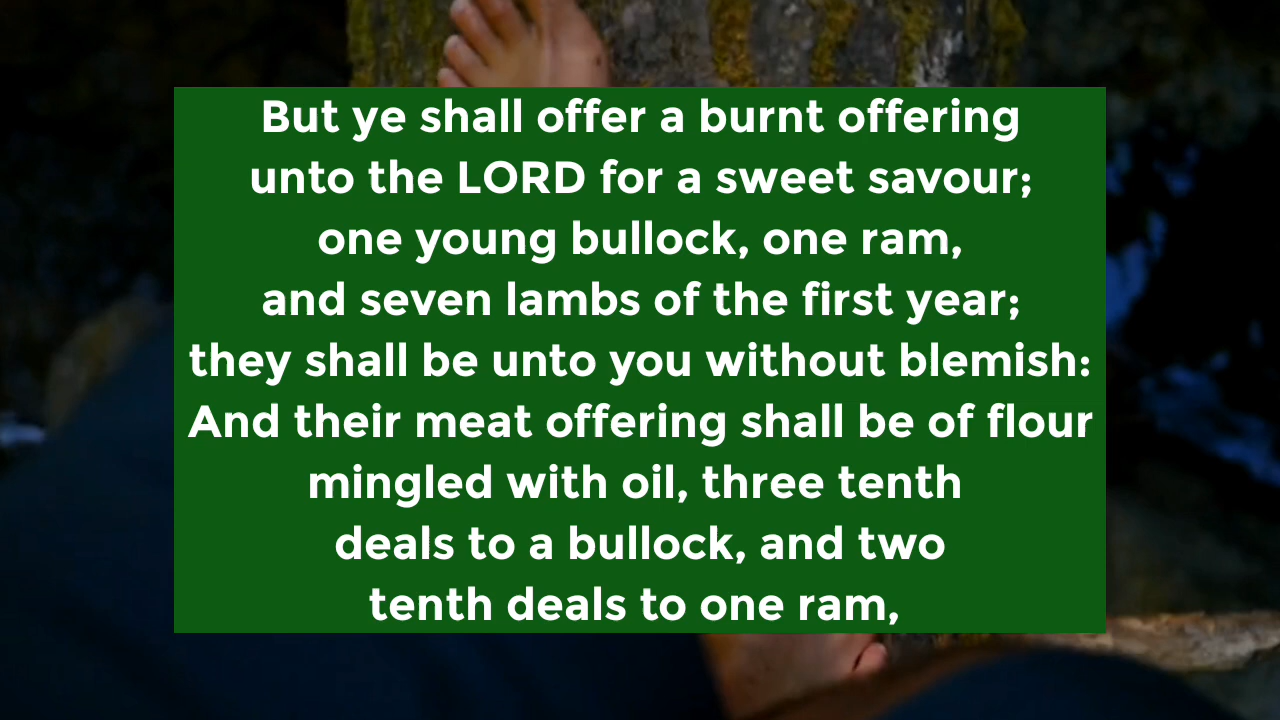 But ye shall offer a burnt offering
unto the LORD for a sweet savour;
one young bullock, one ram,
and seven lambs of the first year;
they shall be unto you without blemish:
And their meat offering shall be of flour
mingled with oil, three tenth
deals to a bullock, and two
tenth deals to one ram,